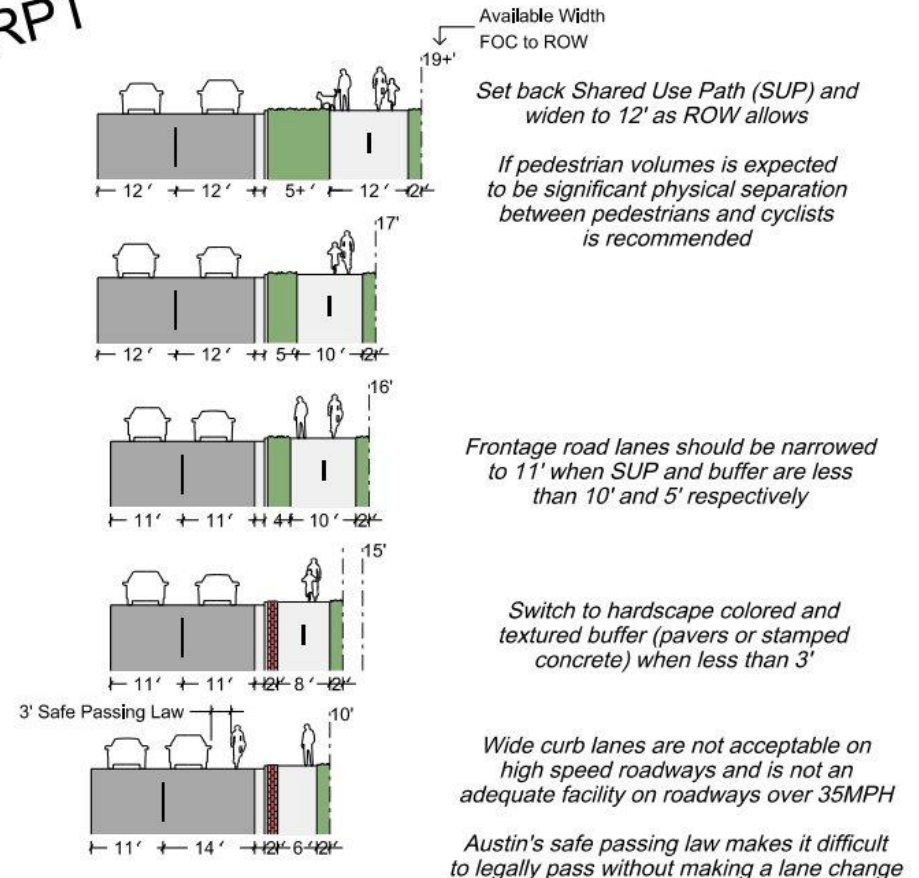 RPT
Available Width
FOC to ROW
19+'
Set back Shared Use Path (SUP) and
widen to 12' as ROW allows
If pedestrian volumes is expected
to be significant physical separation
between pedestrians and cyclists
is recommended
12' 12' 5+' 12' 2'
17'
12' 12' 5' 10' 2'
16'
Frontage road lanes should be narrowed
to 11' when SUP and buffer are less
than 10' and 5' respectively
11' 11' 4' 10' 2'
15'
Switch to hardscape colored and
textured buffer (pavers or stamped
concrete) when less than 3'
11' 11' 2' 8' 2'
3' Safe Passing Law
10'
Wide curb lanes are not acceptable on
high speed roadways and is not an
adequate facility on roadways over 35MPH
11' 14' 2' 6' 2'
Austin's safe passing law makes it difficult
to legally pass without making a lane change